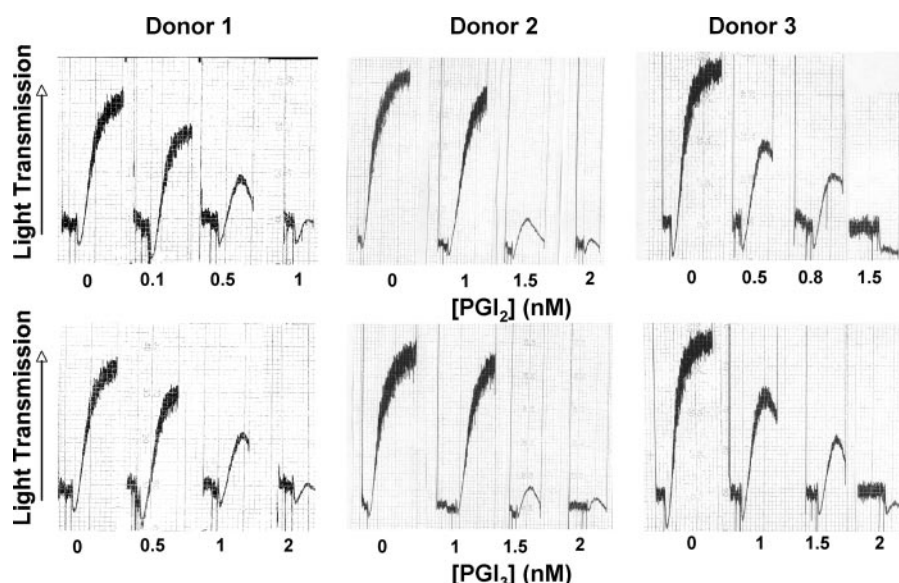 Donor 1 Donor 2 Donor 3
Light Transmission
0 0.1 0.5 1 0 1 1.5 2 0 0.5 0.8 1.5
[PGI₂] (nM)
Light Transmission
0 0.5 1 2 0 1 1.5 2 0 1 1.5 2
[PGI₂] (nM)